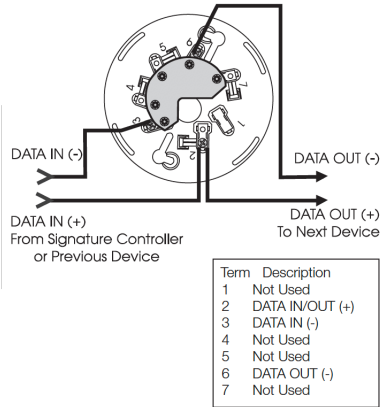 5
6
4
7
3
1
2
DATA IN (-)
DATA OUT (-)
DATA IN (+)
From Signature Controller
or Previous Device
DATA OUT (+)
To Next Device
Term Description
1 Not Used
2 DATA IN/OUT (+)
3 DATA IN (-)
4 Not Used
5 Not Used
6 DATA OUT (-)
7 Not Used